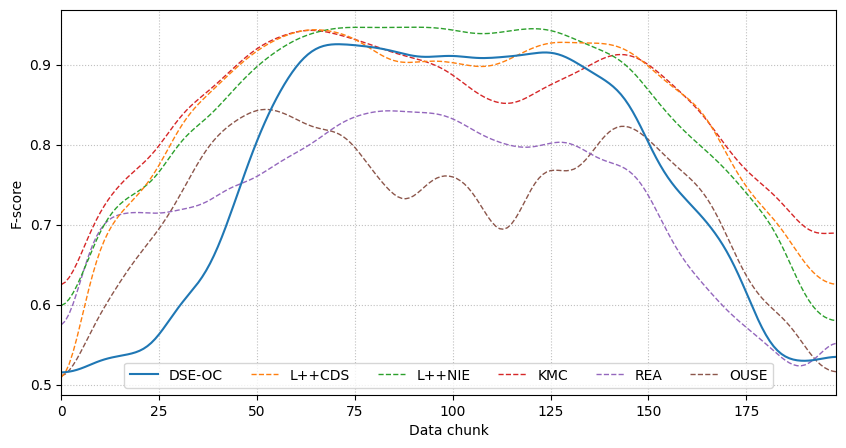 F-score
0.9
0.8
0.7
0.6
0.5
DSE-OC L++CDS L++NIE KMC REA OUSE
0 25 50 75 100 125 150 175
Data chunk